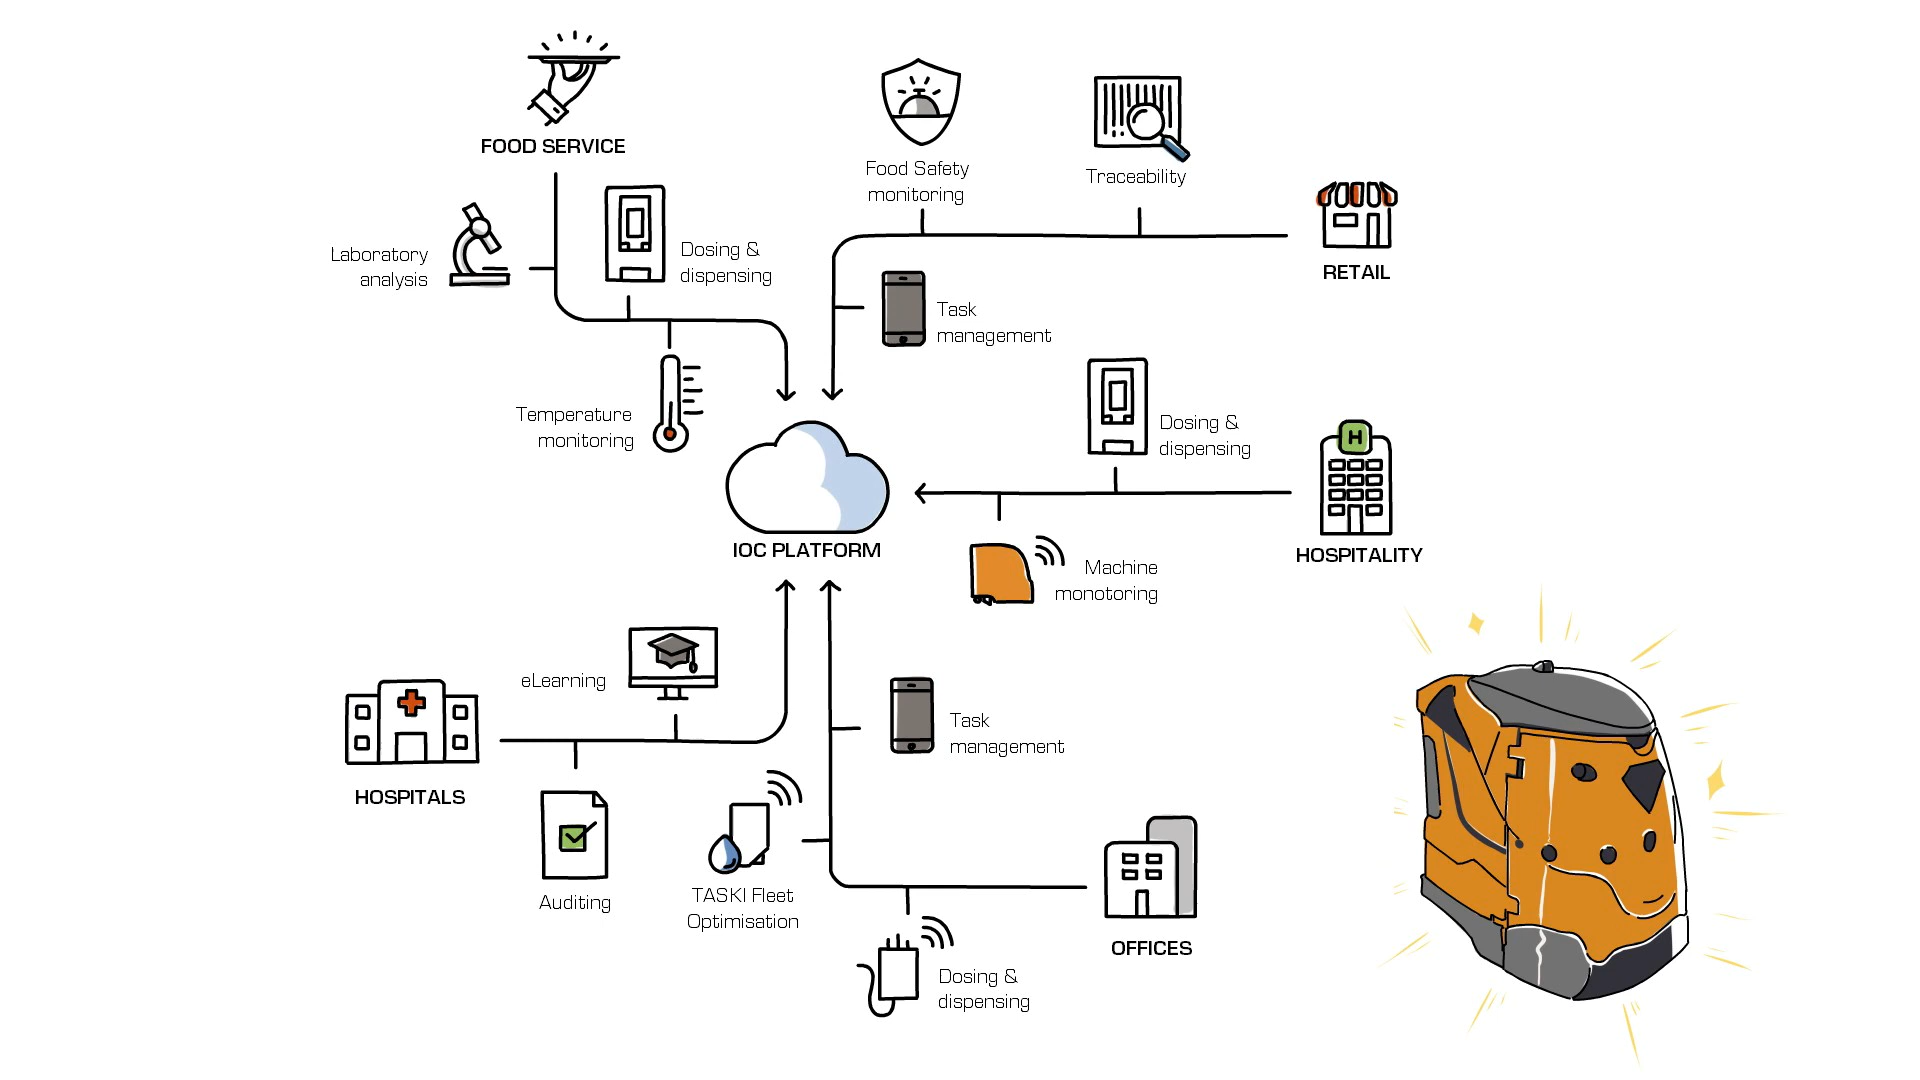 FOOD SERVICE
Laboratory
analysis
Dosing &
dispensing
Temperature
monitoring
Food Safety
monitoring
Traceability
RETAIL
Task
management
Dosing &
dispensing
H
HOSPITALITY
Machine
monotoring
IOC PLATFORM
eLearning
HOSPITALS
Auditing
TASKI Fleet
Optimisation
Task
management
Dosing &
dispensing
OFFICES